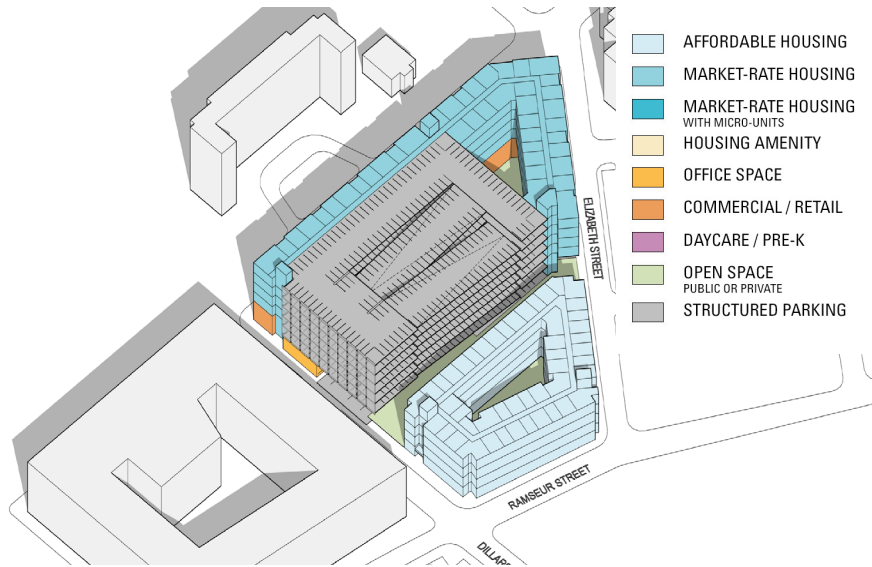 AFFORDABLE HOUSING
MARKET-RATE HOUSING
MARKET-RATE HOUSING
WITH MICRO-UNITS
HOUSING AMENITY
OFFICE SPACE
COMMERCIAL / RETAIL
DAYCARE / PRE-K
OPEN SPACE
PUBLIC OR PRIVATE
STRUCTURED PARKING
ELIZABETH STREET
RAMSEUR STREET
DILLAR